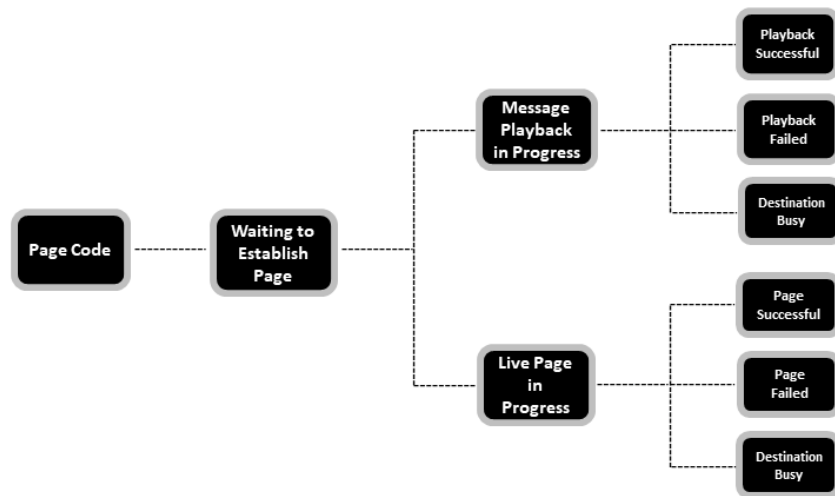 Page Code
Waiting to
Establish
Page
Message
Playback
in Progress
Playback
Successful
Playback
Failed
Destination
Busy
Live Page
in
Progress
Page
Successful
Page
Failed
Destination
Busy